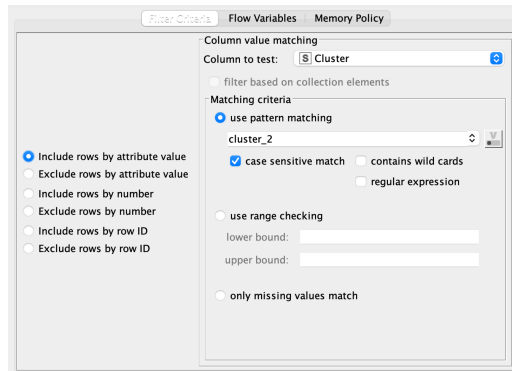 Filter Criteria Flow Variables Memory Policy
Column value matching
Column to test: S Cluster
filter based on collection elements
Matching criteria
use pattern matching
cluster_2
case sensitive match contains wild cards
regular expression
use range checking
lower bound:
upper bound:
only missing values match
Include rows by attribute value
Exclude rows by attribute value
Include rows by number
Exclude rows by number
Include rows by row ID
Exclude rows by row ID